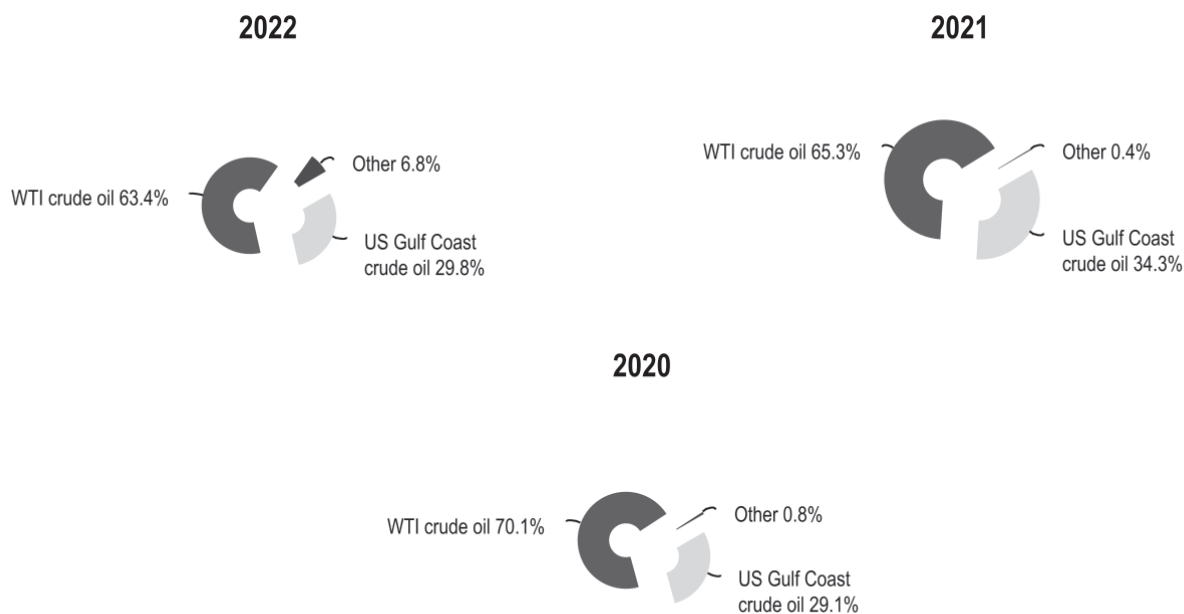 2022
WTI crude oil 63.4%
Other 6.8%
US Gulf Coast
crude oil 29.8%
2021
WTI crude oil 65.3%
Other 0.4%
US Gulf Coast
crude oil 34.3%
2020
WTI crude oil 70.1%
Other 0.8%
US Gulf Coast
crude oil 29.1%